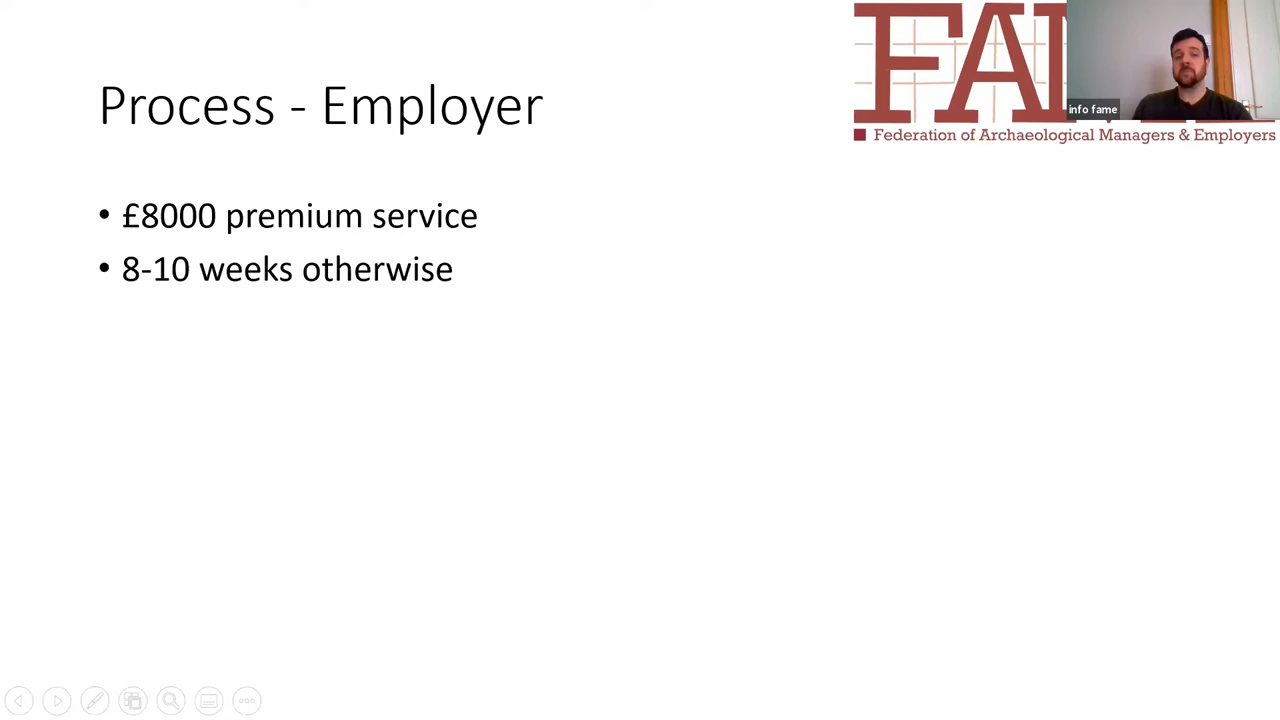 Process - Employer
FA
info fame
Federation of Archaeological Managers & Employers
• £8000 premium service
• 8-10 weeks otherwise